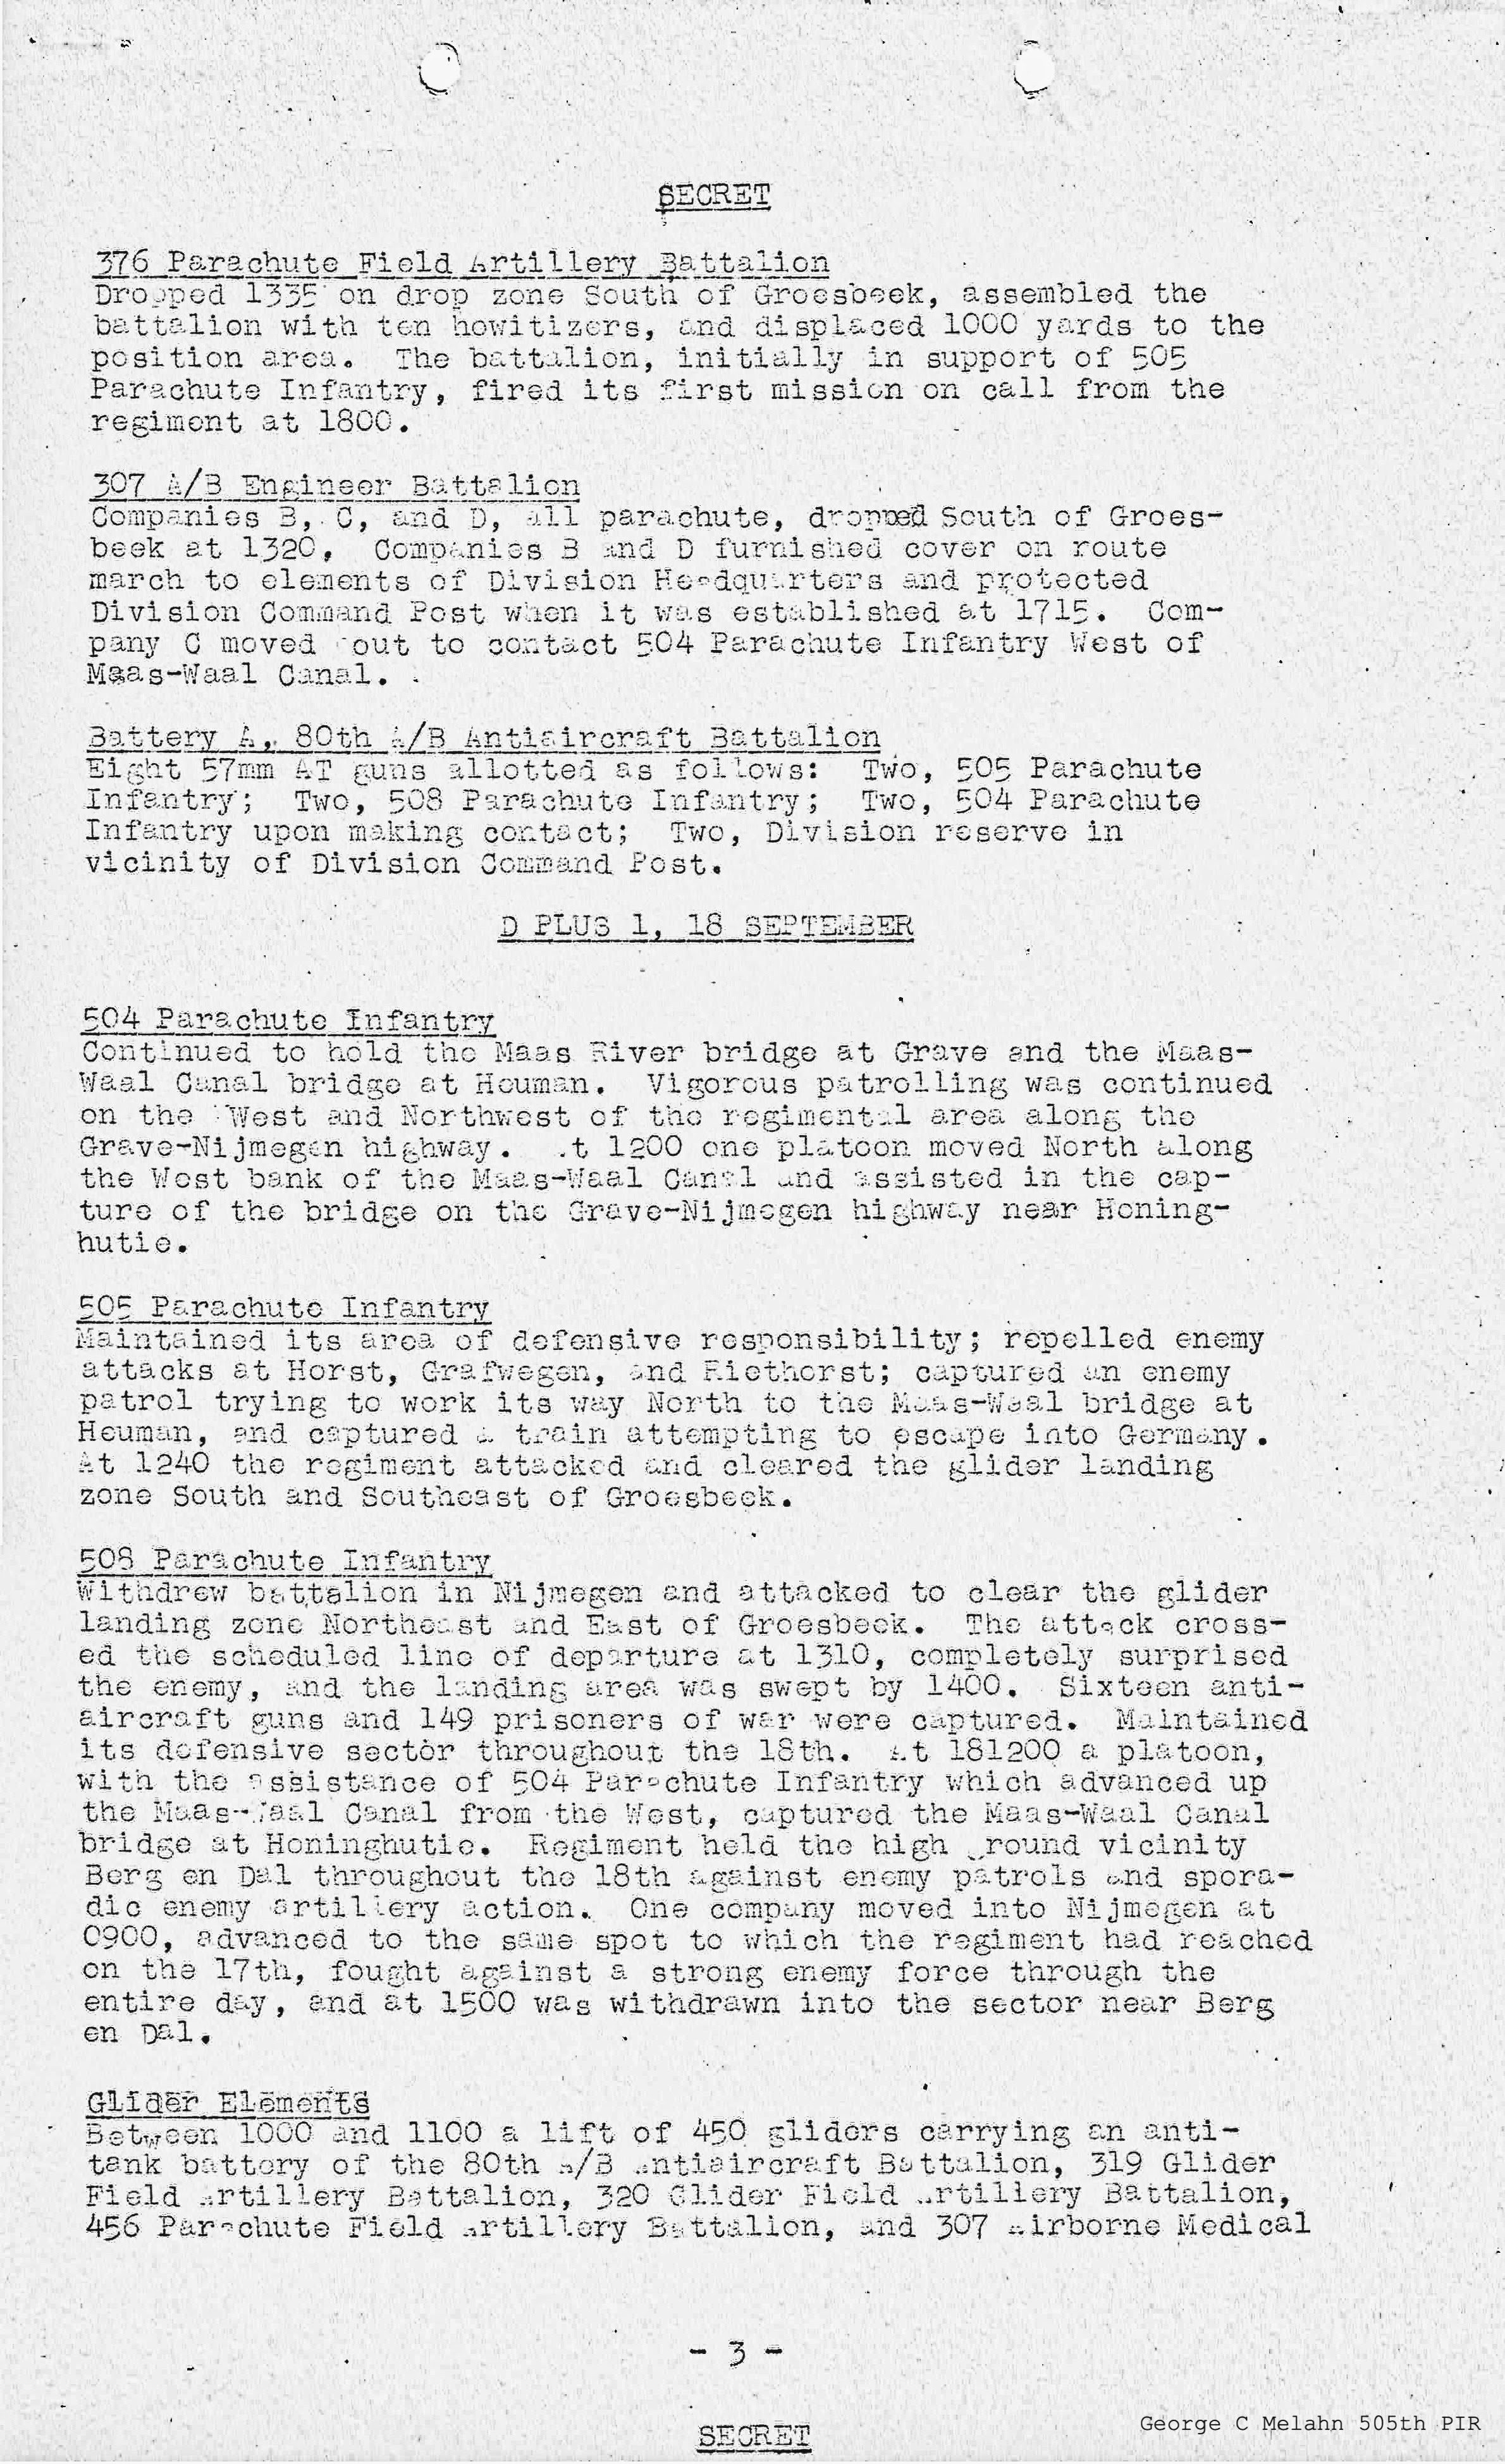 SECRET
376 Parachute Field Artillery Battalion
Dropped 1335 on drop zone South of Groesbeek, assembled the
battalion with ten howitizers, and displaced 1000 yards to the
position area. The battalion, initially in support of 505
Parachute Infantry, fired its first mission on call from the
regiment at 1800.
307 A/B Engineer Battalion
Companies B, C, and D, all parachute, dropped South of Groes-
beek at 1320, Companies B and D furnished cover on route
march to elements of Division Headquarters and protected
Division Command Post when it was established at 1715. Com-
pany C moved out to contact 504 Parachute Infantry West of
Maas-Waal Canal.
Battery A, 80th A/B Antiaircraft Battalion
Eight 57mm AT guns allotted as follows: Two, 505 Parachute
Infantry; Two, 508 Parachute Infantry; Two, 504 Parachute
Infantry upon making contact; Two, Division reserve in
vicinity of Division Command Post.
D PLUS 1, 18 SEPTEMBER
504 Parachute Infantry
Continued to hold the Maas River bridge at Grave and the Maas-
Waal Canal bridge at Heuman. Vigorous patrolling was continued
on the West and Northwest of the regimental area along the
Grave-Nijmegen highway. At 1200 one platoon moved North along
the West bank of the Maas-Waal Canal and assisted in the cap-
ture of the bridge on the Grave-Nijmegen highway near Honing-
hutie.
505 Parachute Infantry
Maintained its area of defensive responsibility; repelled enemy
attacks at Horst, Grafwegen, and Riethorst; captured an enemy
patrol trying to work its way North to the Maas-Waal bridge at
Heuman, and captured a train attempting to escape into Germany.
At 1240 the regiment attacked and cleared the glider landing
zone South and Southeast of Groesbeek.
508 Parachute Infantry
Withdrew battalion in Nijmegen and attacked to clear the glider
landing zone Northeast and East of Groesbeek. The attack cross-
ed the scheduled line of departure at 1310, completely surprised
the enemy, and the landing area was swept by 1400. Sixteen anti-
aircraft guns and 149 prisoners of war were captured. Maintained
its defensive sector throughout the 18th. At 181200 a platoon,
with the assistance of 504 Parachute Infantry which advanced up
the Maas-Waal Canal from the West, captured the Maas-Waal Canal
bridge at Honinghutie. Regiment held the high ground vicinity
Berg en Dal throughout the 18th against enemy patrols and spora-
dic enemy artillery action. One company moved into Nijmegen at
0900, advanced to the same spot to which the regiment had reached
on the 17th, fought against a strong enemy force through the
entire day, and at 1500 was withdrawn into the sector near Berg
en Dal.
Glider Elements
Between 1000 and 1100 a lift of 450 gliders carrying an anti-
tank battery of the 80th A/B Antiaircraft Battalion, 319 Glider
Field Artillery Battalion, 320 Glider Field Artillery Battalion,
456 Parachute Field Artillery Battalion, and 307 Airborne Medical
- 3 -
SECRET
George C Melahn 505th PIR